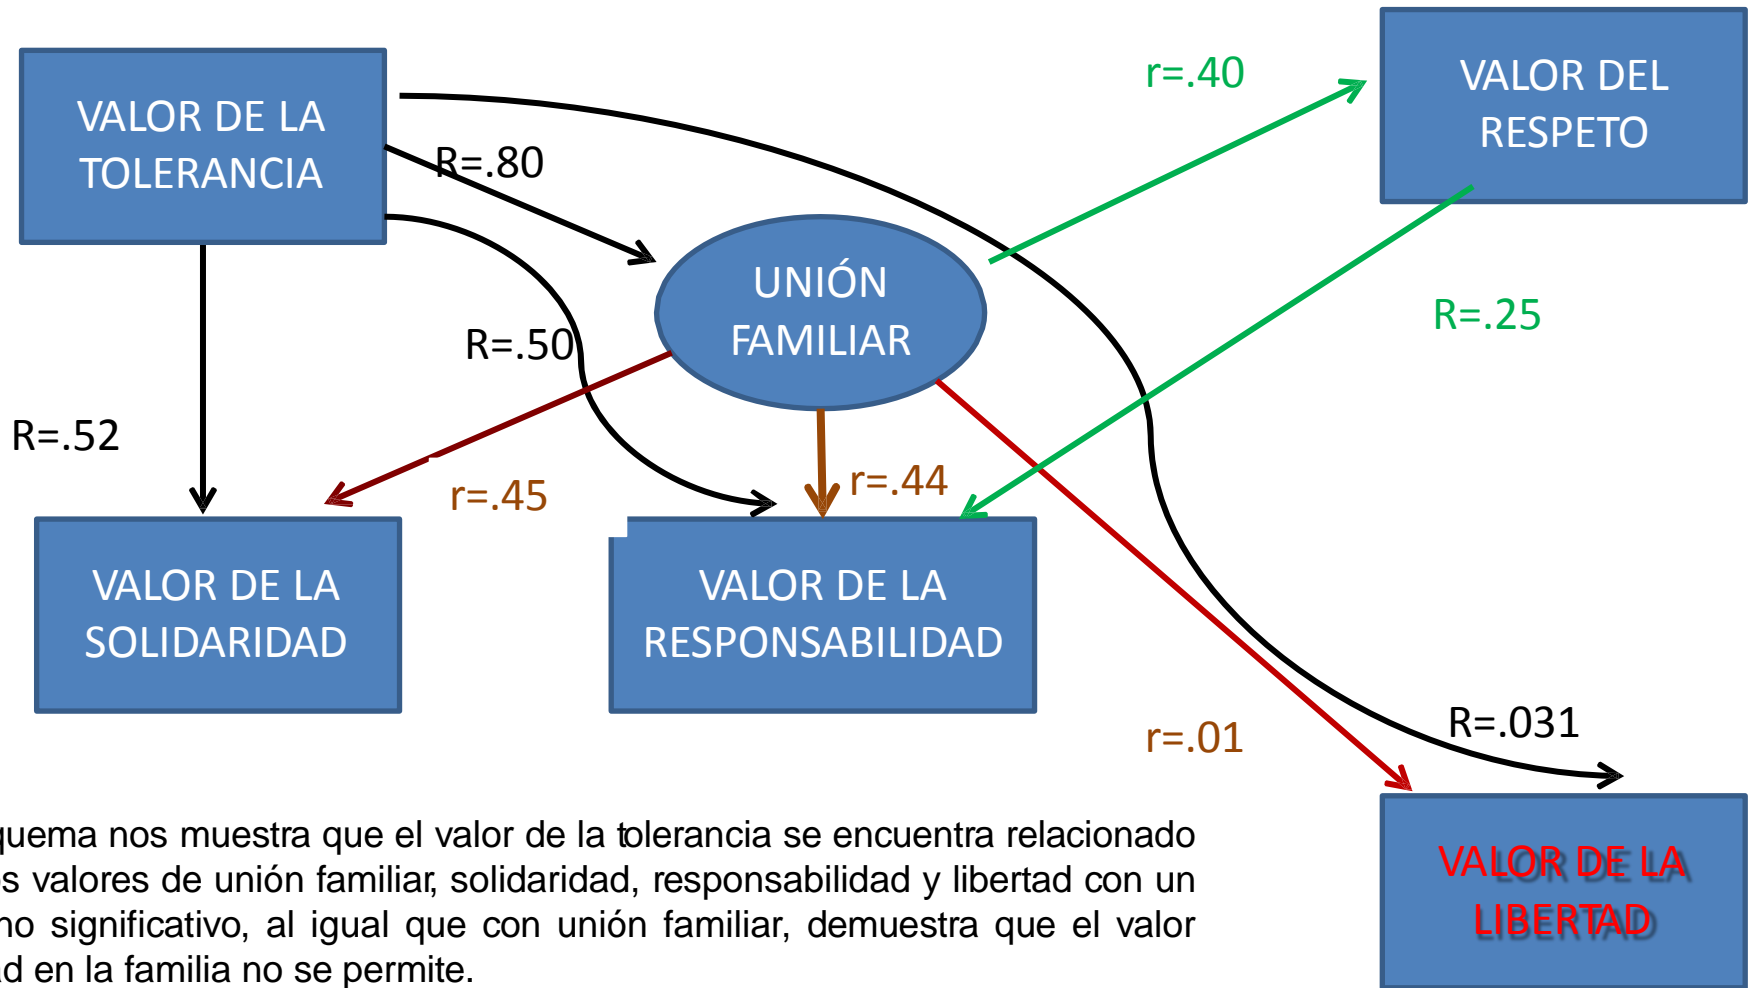 VALOR DE LA
TOLERANCIA
R=.80
r=.40
VALOR DEL
RESPETO
UNIÓN
FAMILIAR
R=.50
R=.25
R=.52
r=.45
r=.44
VALOR DE LA
SOLIDARIDAD
VALOR DE LA
RESPONSABILIDAD
r=.01
R=.031
VALOR DE LA
LIBERTAD
quema nos muestra que el valor de la tolerancia se encuentra relacionado
s valores de unión familiar, solidaridad, responsabilidad y libertad con un
no significativo, al igual que con unión familiar, demuestra que el valor
ad en la familia no se permite.